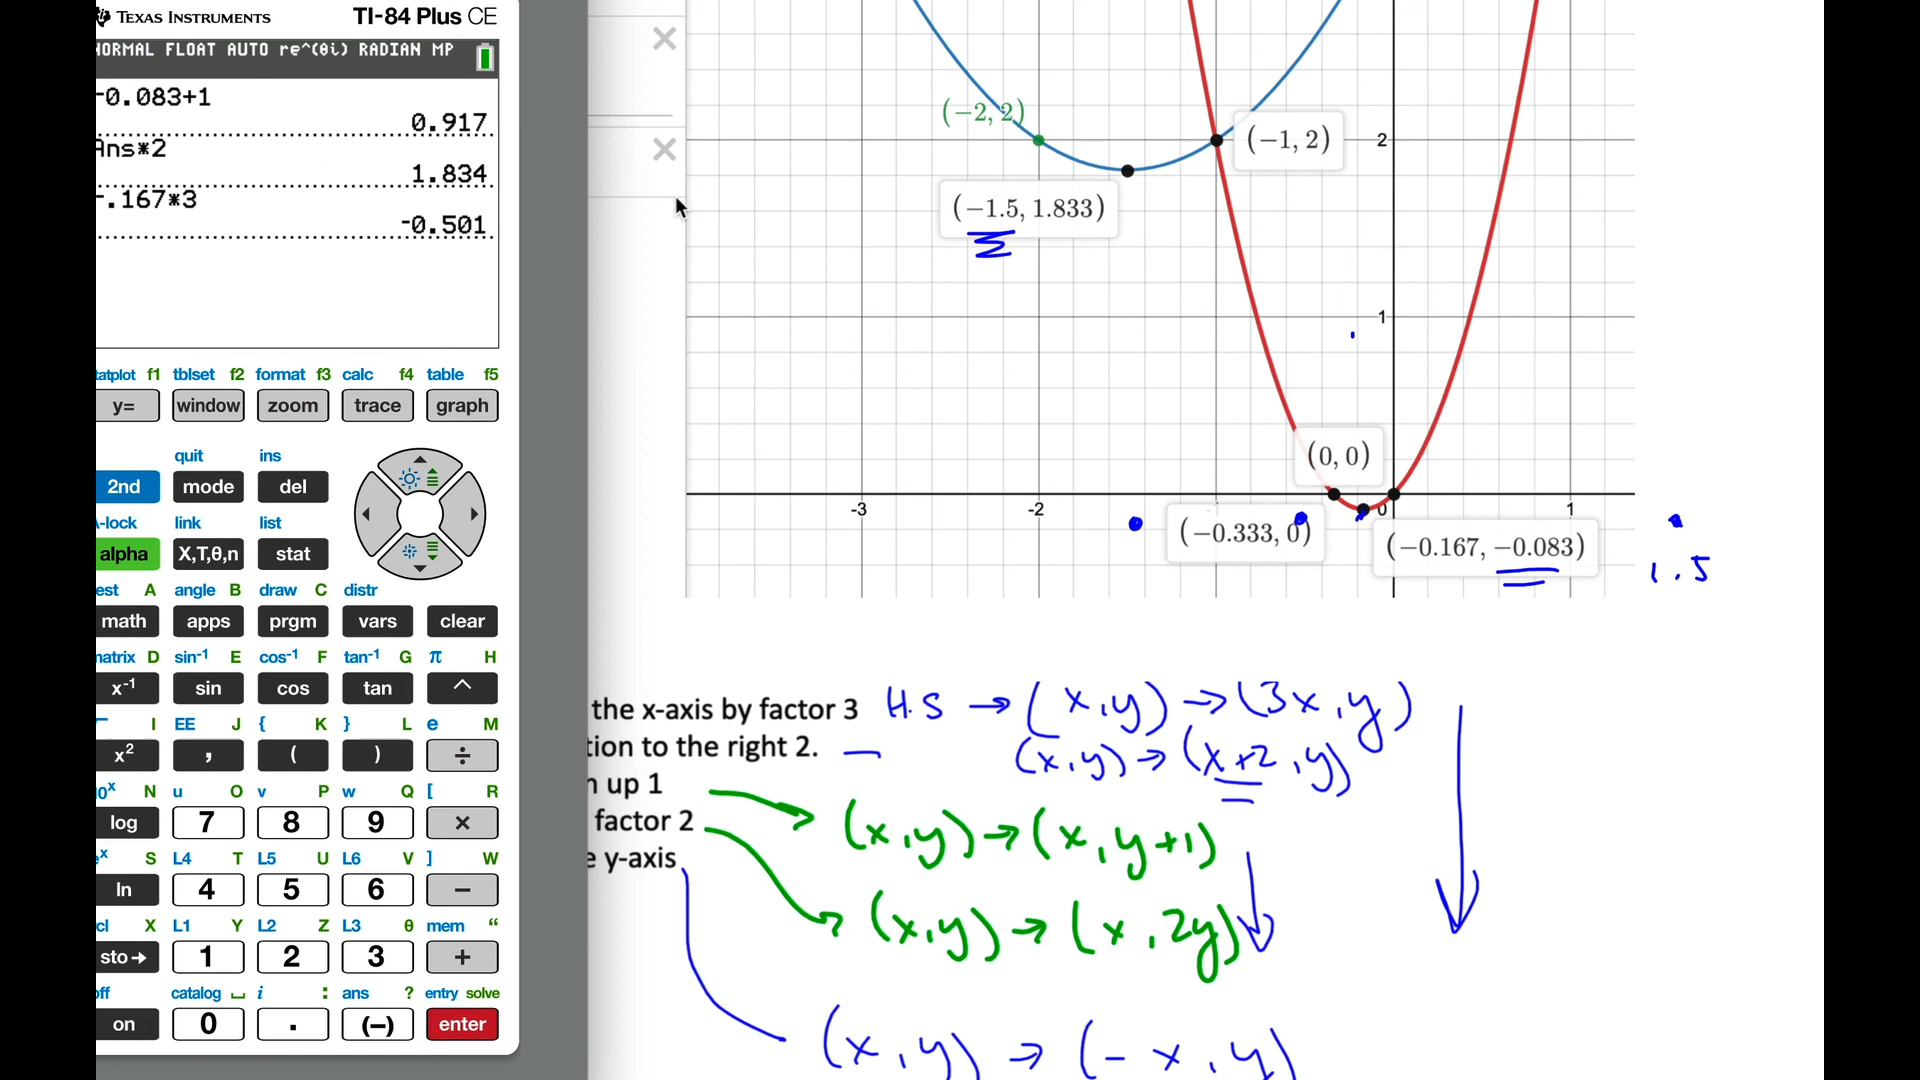 TEXAS INSTRUMENTS TI-84 Plus CE
NORMAL FLOAT AUTO re^(θi) RADIAN MP
-0.083+1
0.917
Ans*2
1.834
-.167*3
-0.501
tatplot f1 tblset f2 format f3 calc f4 table f5
y= window zoom trace graph
quit ins
2nd mode del
A-lock link list
alpha X,T,θ,n stat
est A angle B draw C distr
math apps prgm vars clear
matrix D sin-1 E cos-1 F tan-1 G π H
x-1 sin cos tan ^
I EE J { K } L e M
x2 , ( ) ÷
10x N u O v P w Q [ R
log 7 8 9 ×
ex S L4 T L5 U L6 V ] W
ln 4 5 6 −
rcl X L1 Y L2 Z L3 θ mem “
sto→ 1 2 3 +
off catalog i : ans ? entry solve
on 0 . (−) enter
(−2, 2)
(−1, 2)
2
(−1.5, 1.833)
1
(0, 0)
-3 -2 0 1
(−0.333, 0)
(−0.167, −0.083)
1.5
the x-axis by factor 3 H.S → (x,y) → (3x,y)
tion to the right 2. (x,y) → (x+2,y)
n up 1
(x,y) → (x,y+1)
factor 2
e y-axis
(x,y) → (x,2y)
(x,y) → (-x,y)